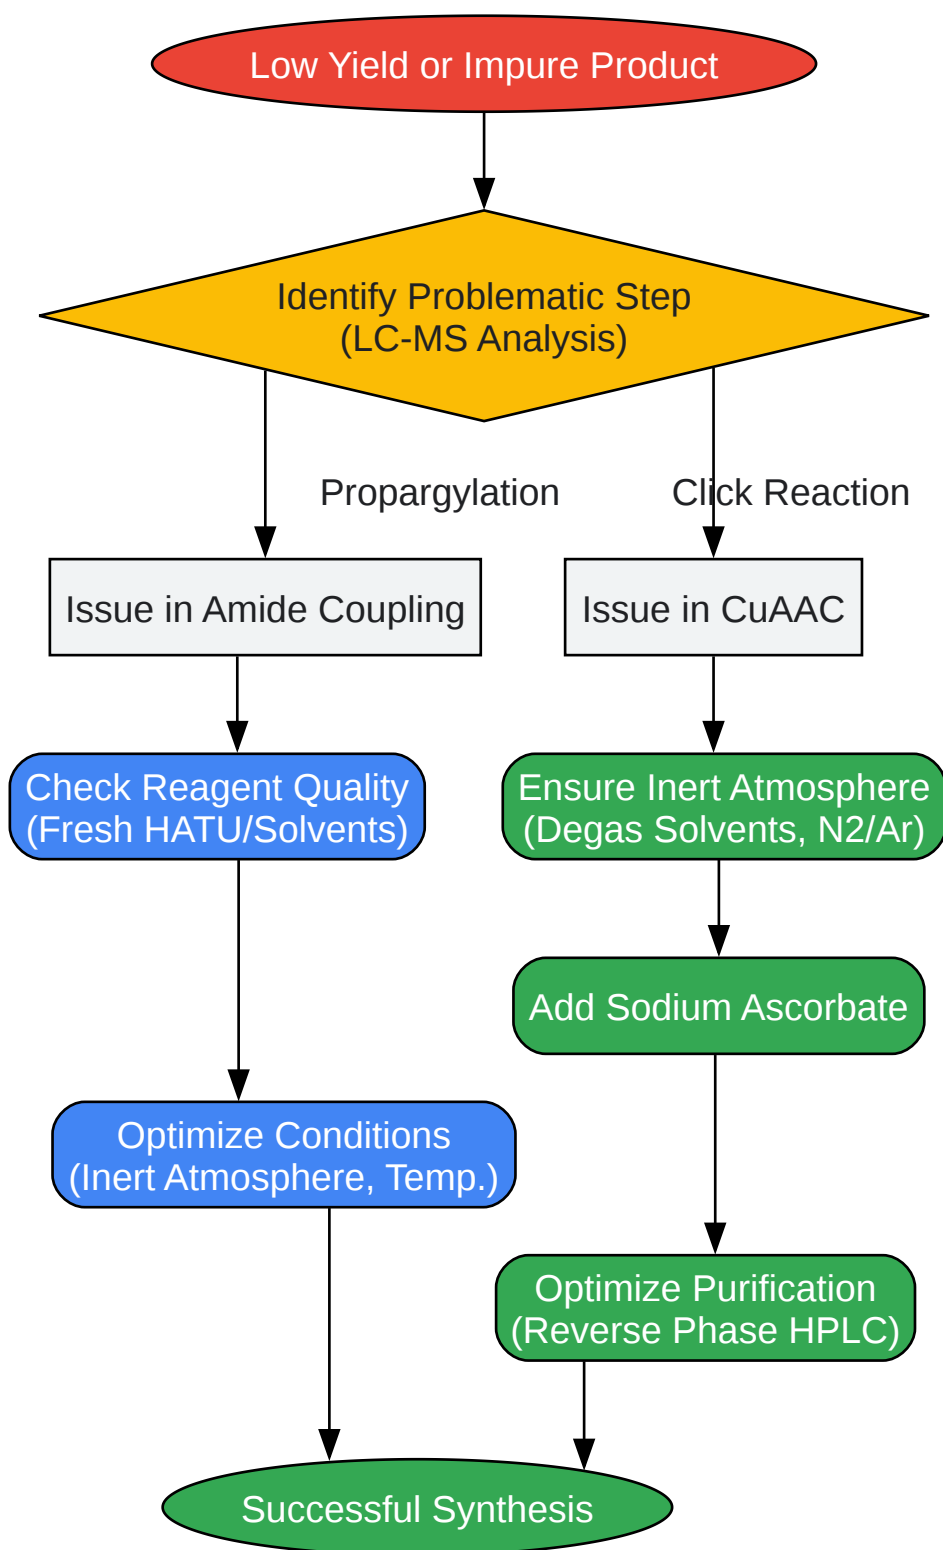 Low Yield or Impure Product
Identify Problematic Step
(LC-MS Analysis)
Propargylation
Click Reaction
Issue in Amide Coupling
Issue in CuAAC
Check Reagent Quality
(Fresh HATU/Solvents)
Ensure Inert Atmosphere
(Degas Solvents, N2/Ar)
Add Sodium Ascorbate
Optimize Conditions
(Inert Atmosphere, Temp.)
Optimize Purification
(Reverse Phase HPLC)
Successful Synthesis